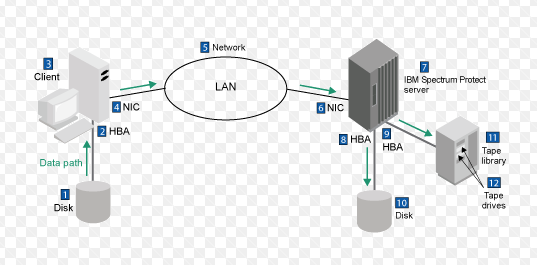 5 Network
3
Client
7
IBM Spectrum Protect
server
LAN
4 NIC
6 NIC
2 HBA
8 HBA
9
HBA
11
Tape
library
Data path
12
Tape
drives
1
Disk
10
Disk